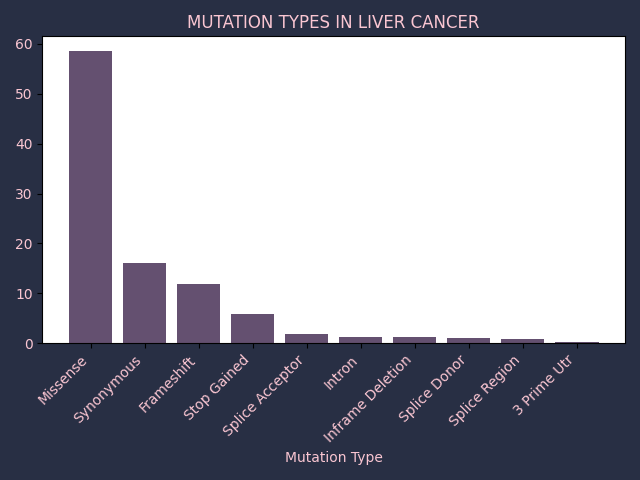 MUTATION TYPES IN LIVER CANCER
60
50
40
30
20
10
0
Missense
Synonymous
Frameshift
Stop Gained
Splice Acceptor
Intron
Inframe Deletion
Splice Donor
Splice Region
3 Prime Utr
Mutation Type